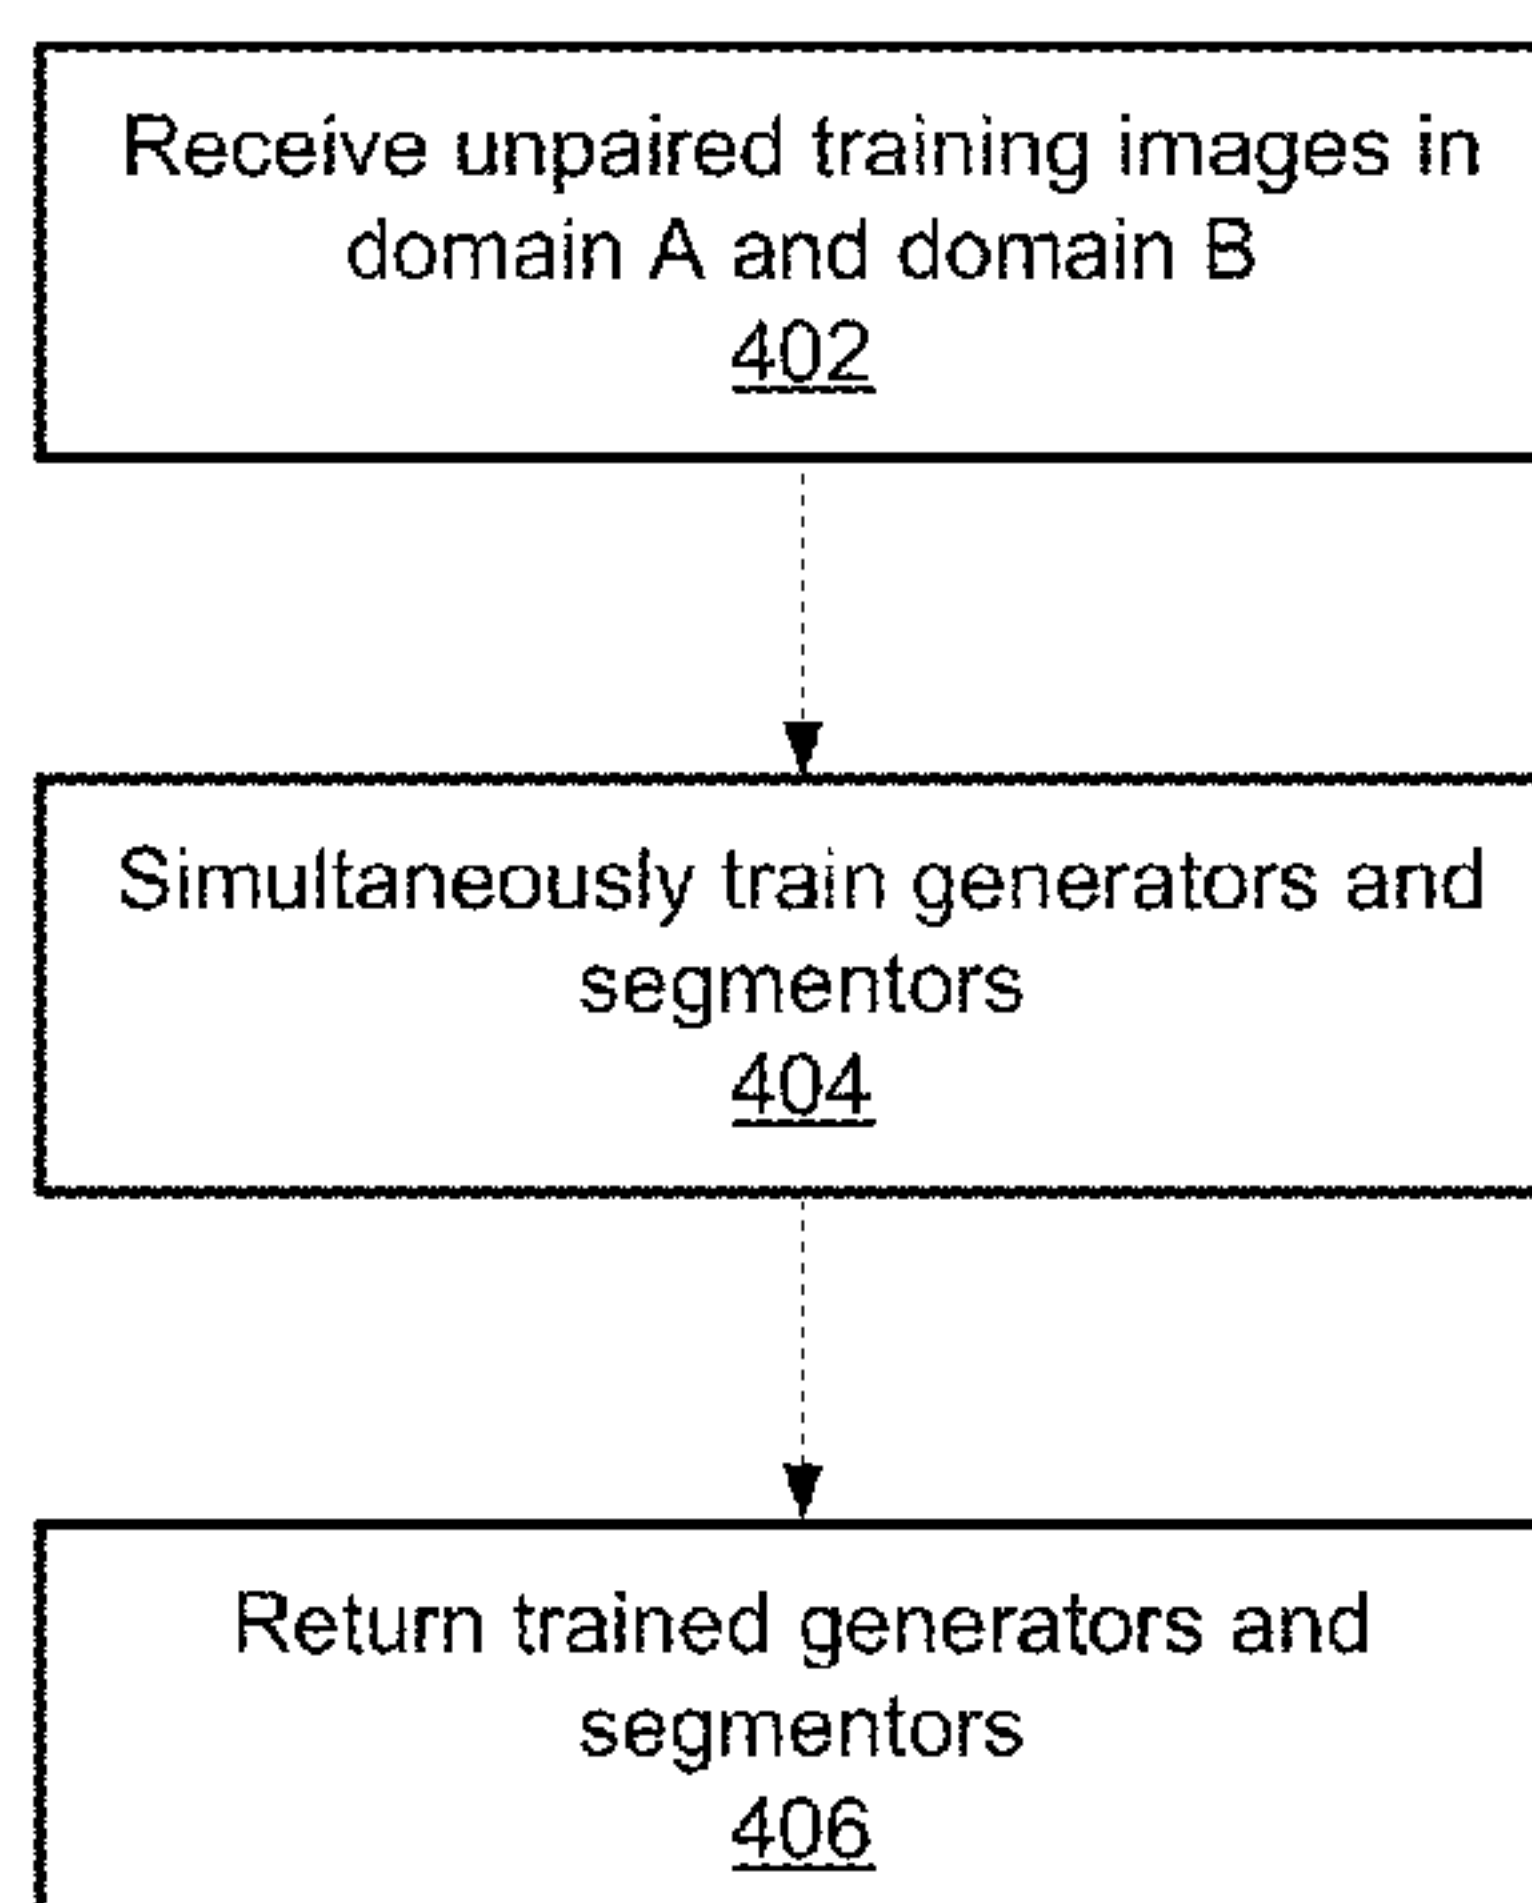 Receive unpaired training images in
domain A and domain B
402
Simultaneously train generators and
segmentors
404
Return trained generators and
segmentors
406